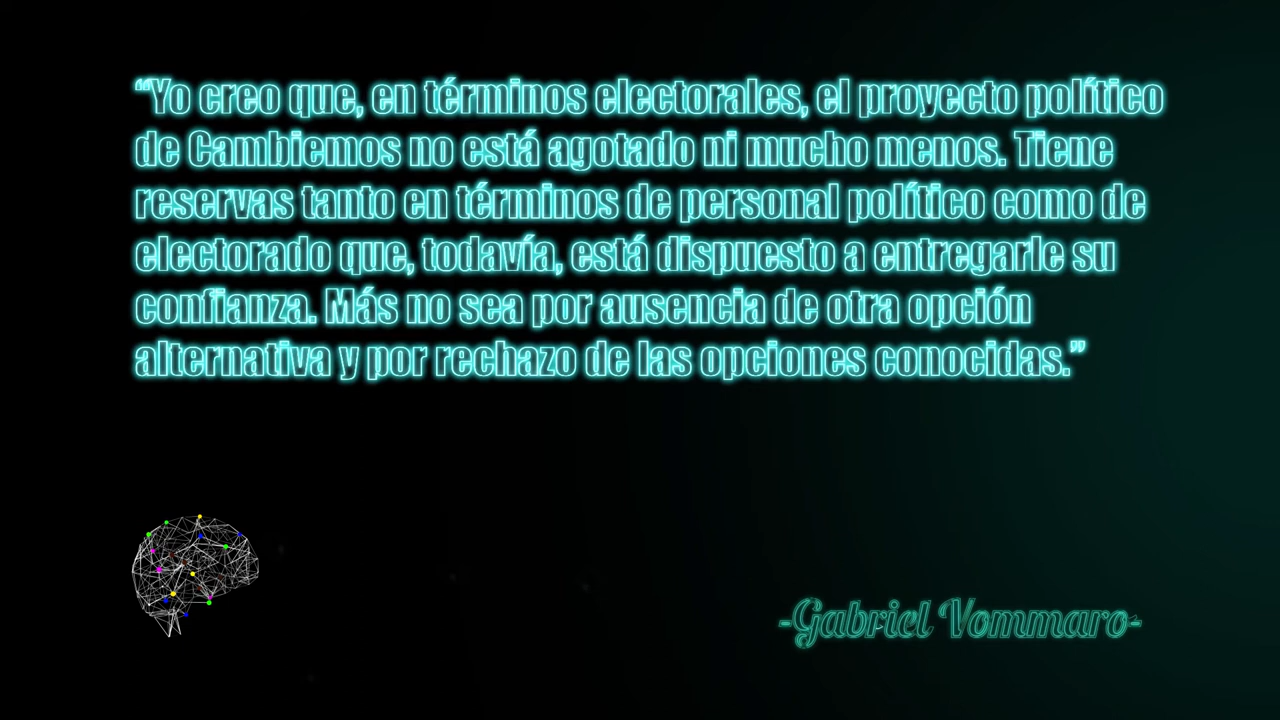 “Yo creo que, en términos electorales, el proyecto político
de Cambiemos no está agotado ni mucho menos. Tiene
reservas tanto en términos de personal político como de
electorado que, todavía, está dispuesto a entregarle su
confianza. Más no sea por ausencia de otra opción
alternativa y por rechazo de las opciones conocidas.”
-Gabriel Vommaro-